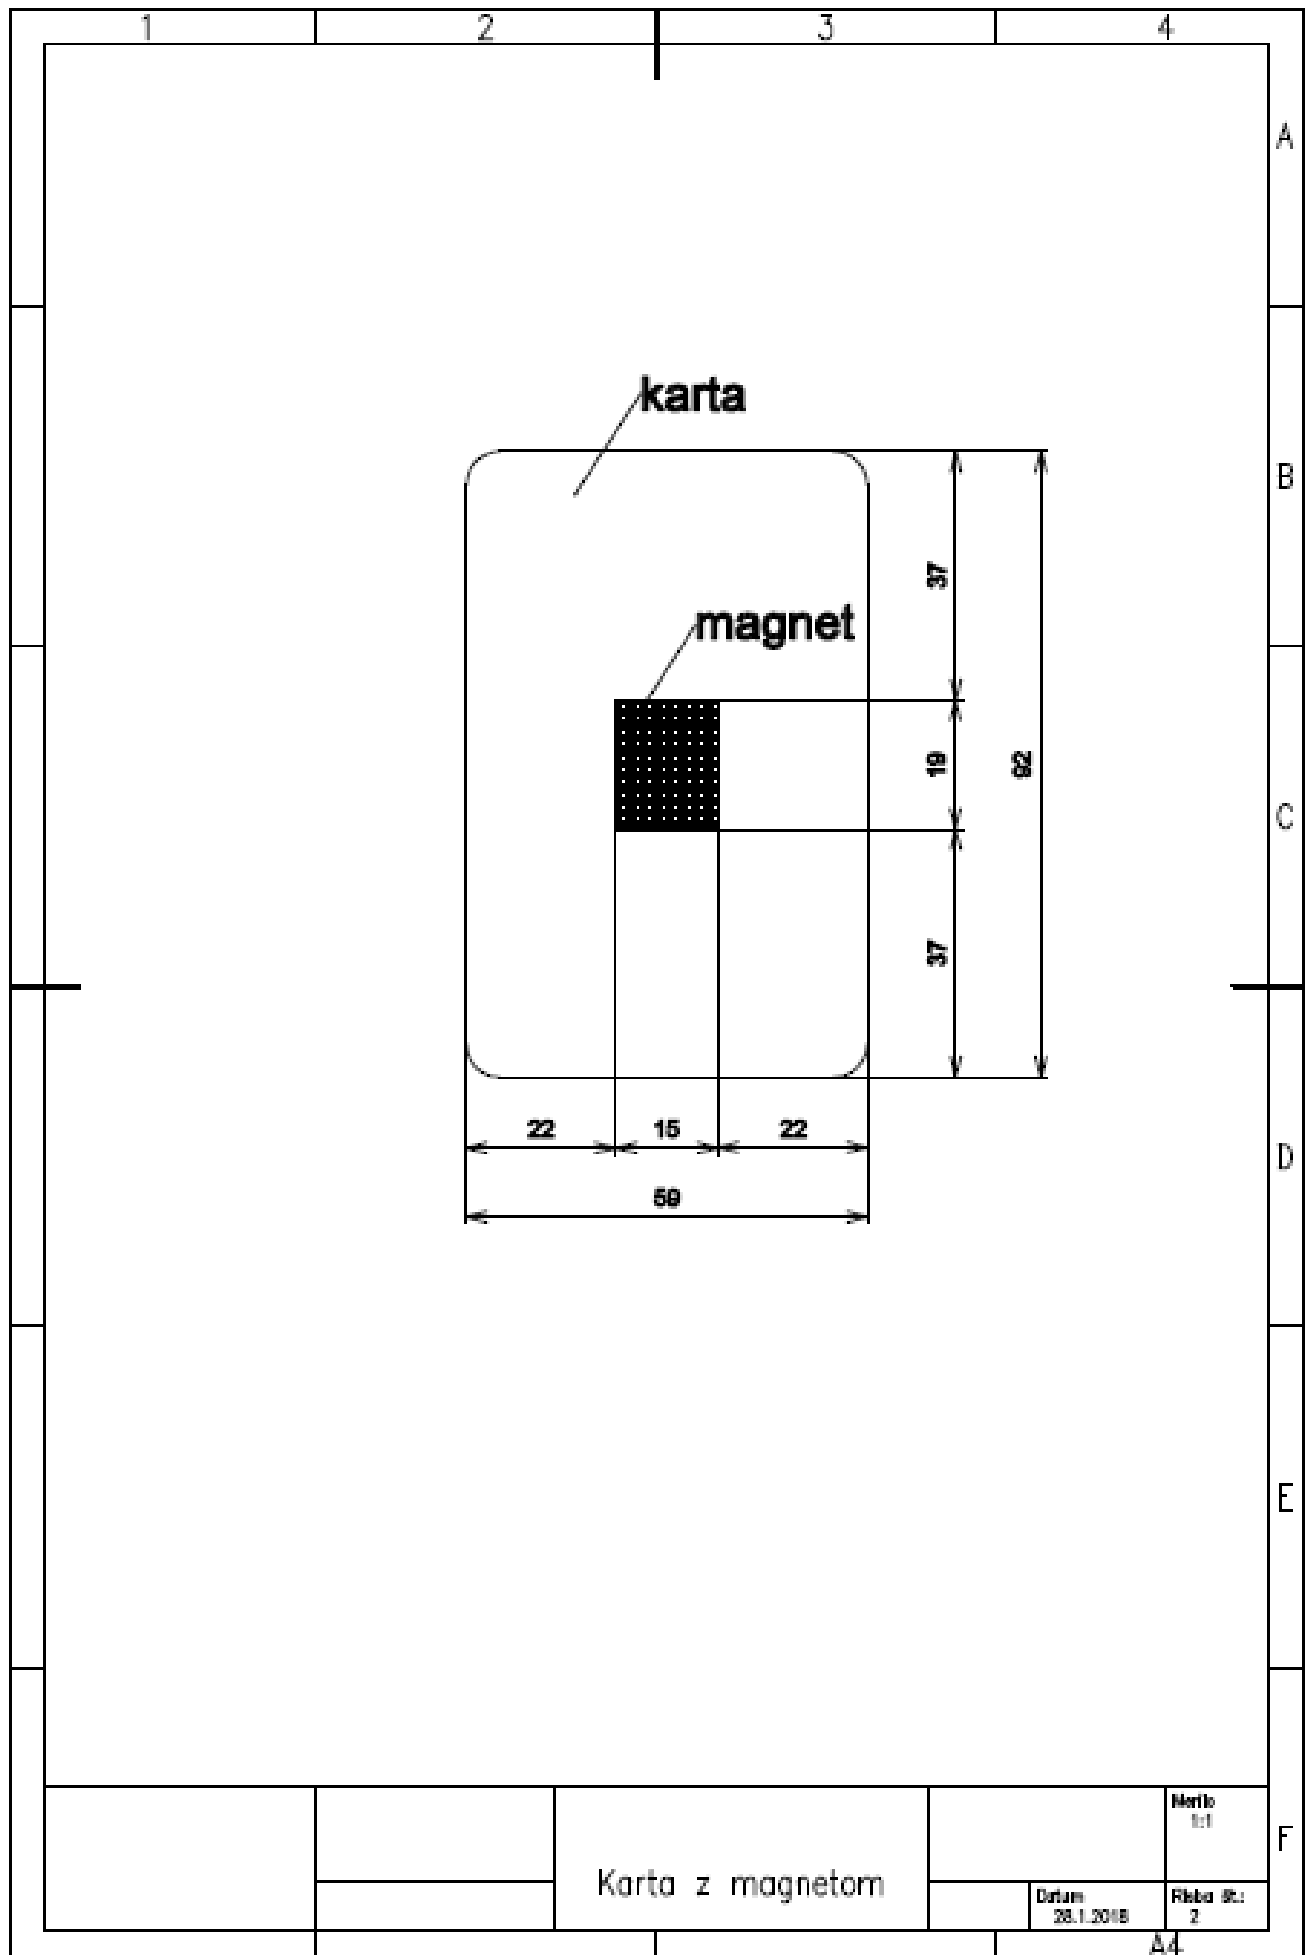 1 2 3 4
A
karta
B
37
magnet
19
92
C
37
22 15 22
D
59
E
Merilo
1:1
F
Karta z magnetom
Datum
28.1.2018
Risba št.:
2
A4